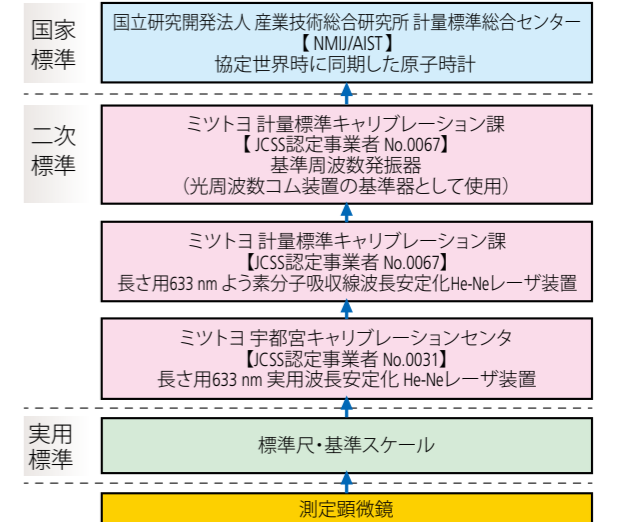 国家
標準
国立研究開発法人 産業技術総合研究所 計量標準総合センター
【 NMIJ/AIST】
協定世界時に同期した原子時計
二次
標準
ミツトヨ 計量標準キャリブレーション課
【 JCSS認定事業者 No.0067】
基準周波数発振器
（光周波数コム装置の基準器として使用）
ミツトヨ 計量標準キャリブレーション課
【JCSS認定事業者 No.0067】
長さ用633 nm よう素分子吸収線波長安定化He-Neレーザ装置
ミツトヨ 宇都宮キャリブレーションセンタ
【JCSS認定事業者 No.0031】
長さ用633 nm 実用波長安定化 He-Neレーザ装置
実用
標準
標準尺・基準スケール
測定顕微鏡